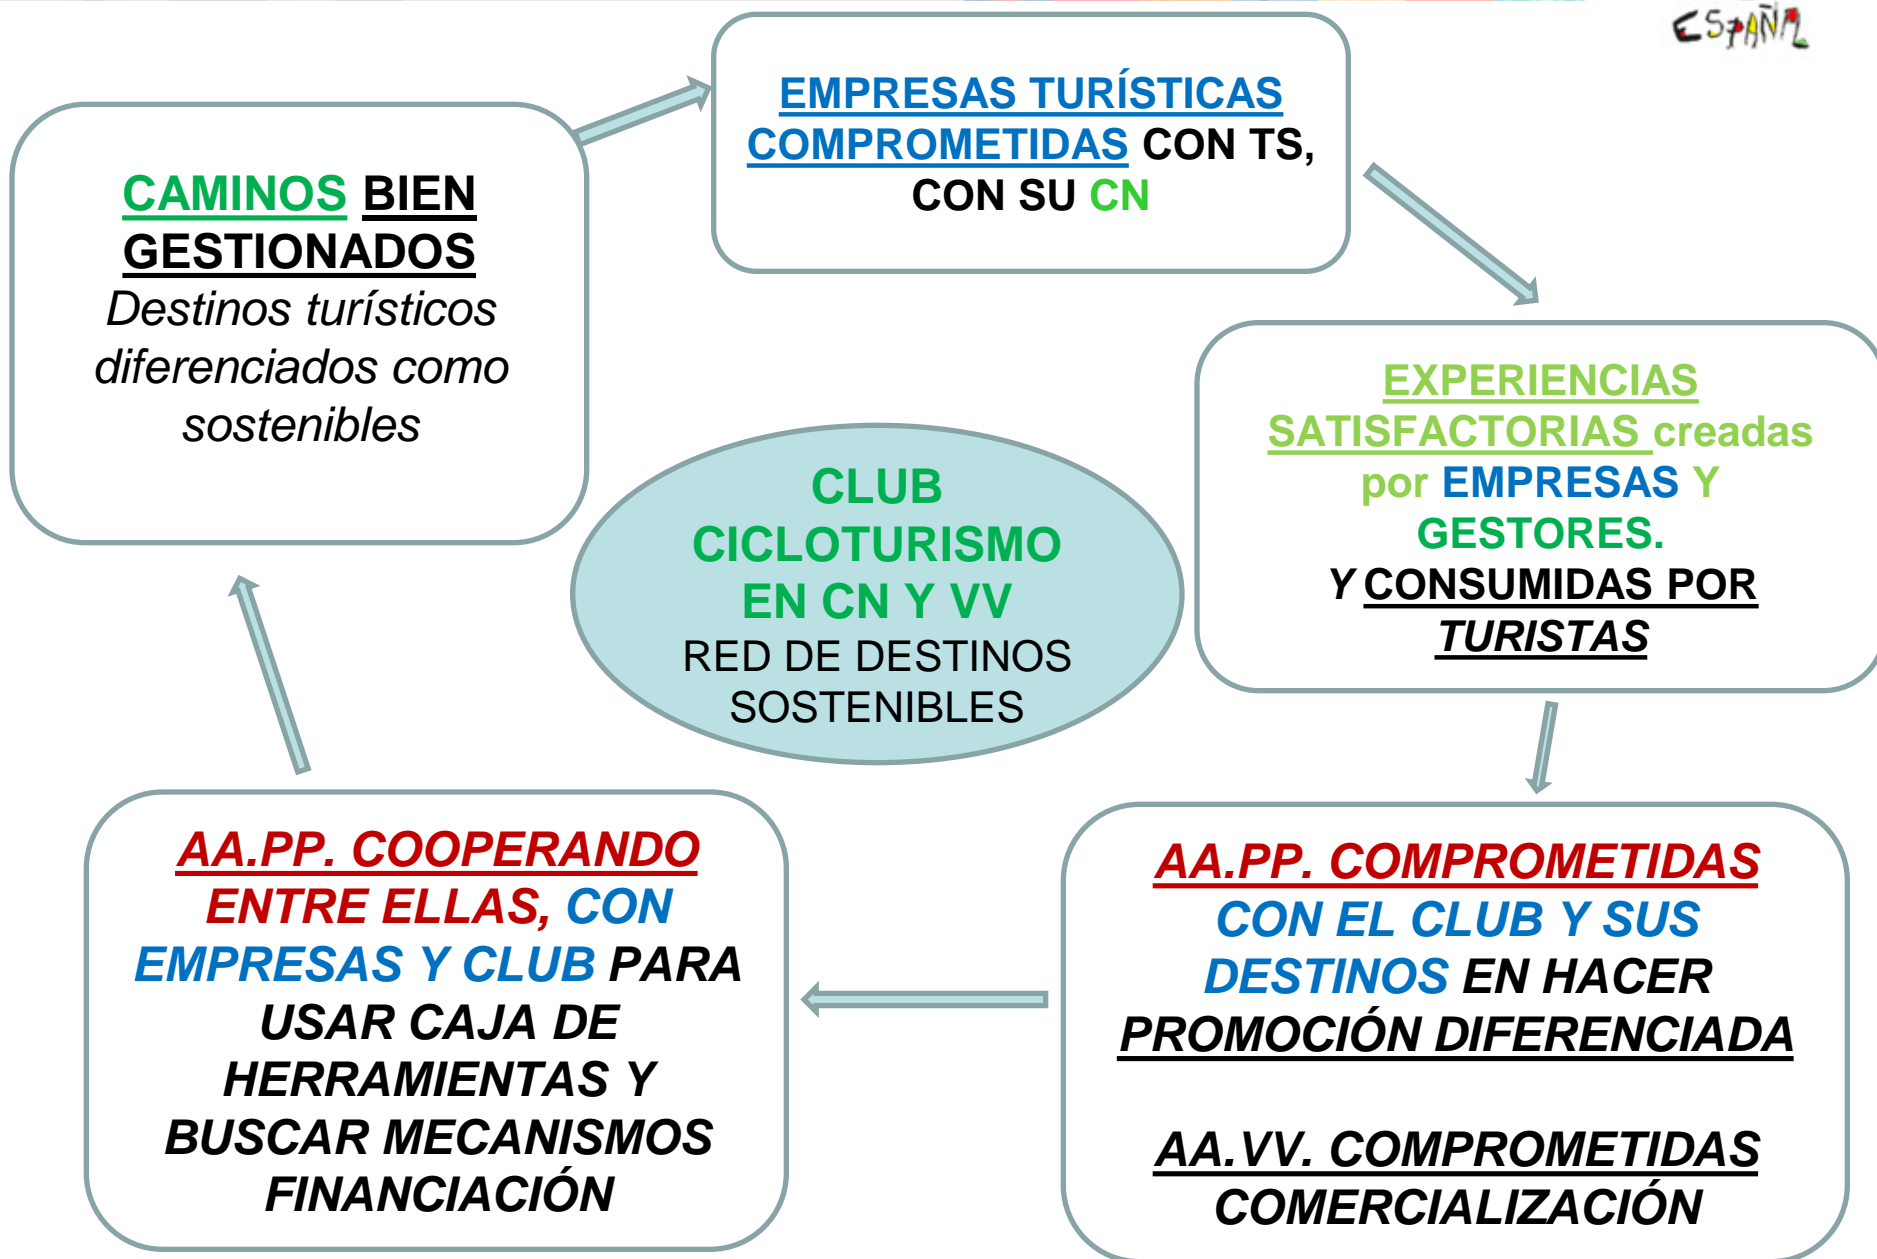 ESPAÑA
EMPRESAS TURÍSTICAS
COMPROMETIDAS CON TS,
CON SU CN
CAMINOS BIEN
GESTIONADOS
Destinos turísticos
diferenciados como
sostenibles
EXPERIENCIAS
SATISFACTORIAS creadas
por EMPRESAS Y
GESTORES.
Y CONSUMIDAS POR
TURISTAS
CLUB
CICLOTURISMO
EN CN Y VV
RED DE DESTINOS
SOSTENIBLES
AA.PP. COOPERANDO
ENTRE ELLAS, CON
EMPRESAS Y CLUB PARA
USAR CAJA DE
HERRAMIENTAS Y
BUSCAR MECANISMOS
FINANCIACIÓN
AA.PP. COMPROMETIDAS
CON EL CLUB Y SUS
DESTINOS EN HACER
PROMOCIÓN DIFERENCIADA
AA.VV. COMPROMETIDAS
COMERCIALIZACIÓN